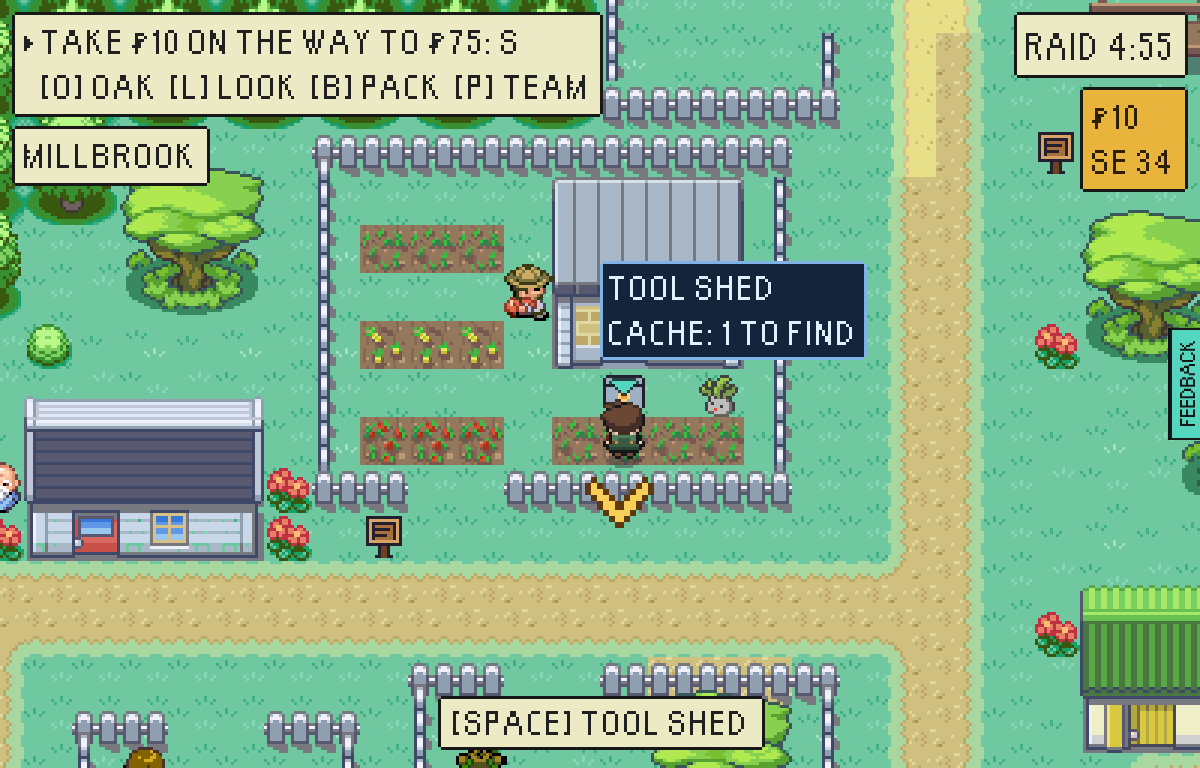 ▸TAKE ₽10 ON THE WAY TO ₽75: S
[O] OAK [L] LOOK [B] PACK [P] TEAM
RAID 4:55
₽10
SE 34
MILLBROOK
TOOL SHED
CACHE: 1 TO FIND
FEEDBACK
[SPACE] TOOL SHED